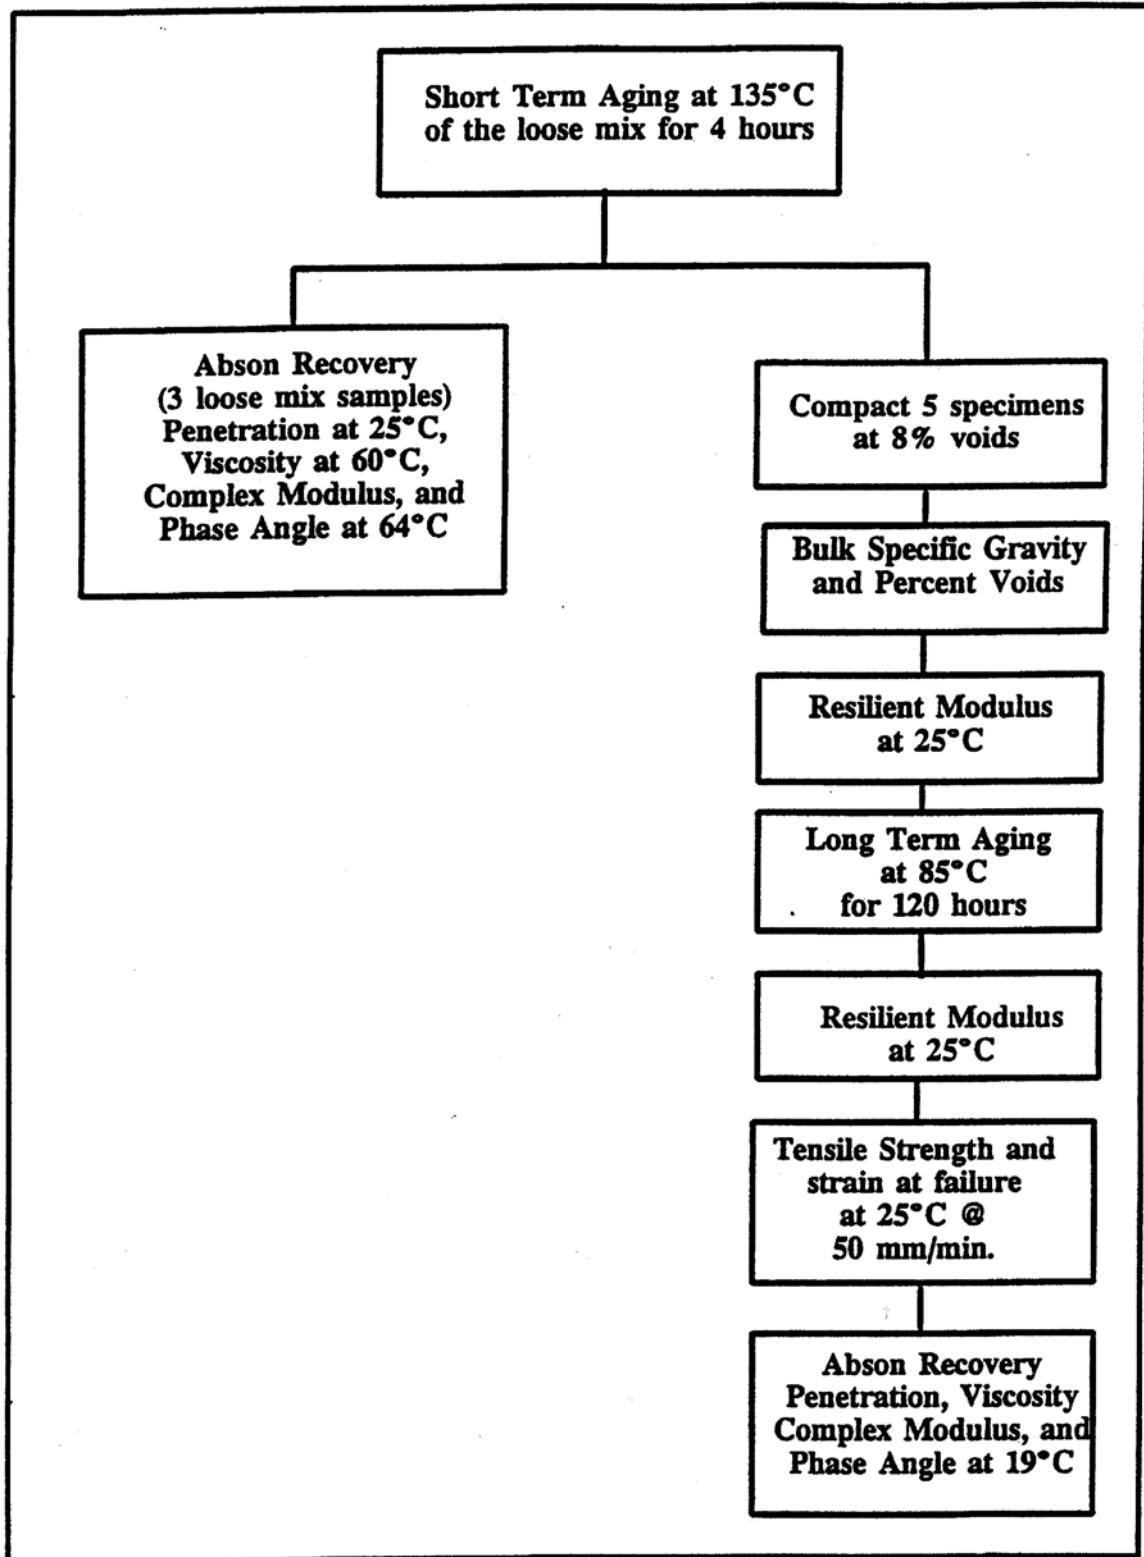 Short Term Aging at 135°C
of the loose mix for 4 hours
Abson Recovery
(3 loose mix samples)
Penetration at 25°C,
Viscosity at 60°C,
Complex Modulus, and
Phase Angle at 64°C
Compact 5 specimens
at 8% voids
Bulk Specific Gravity
and Percent Voids
Resilient Modulus
at 25°C
Long Term Aging
at 85°C
for 120 hours
Resilient Modulus
at 25°C
Tensile Strength and
strain at failure
at 25°C @
50 mm/min.
Abson Recovery
Penetration, Viscosity
Complex Modulus, and
Phase Angle at 19°C